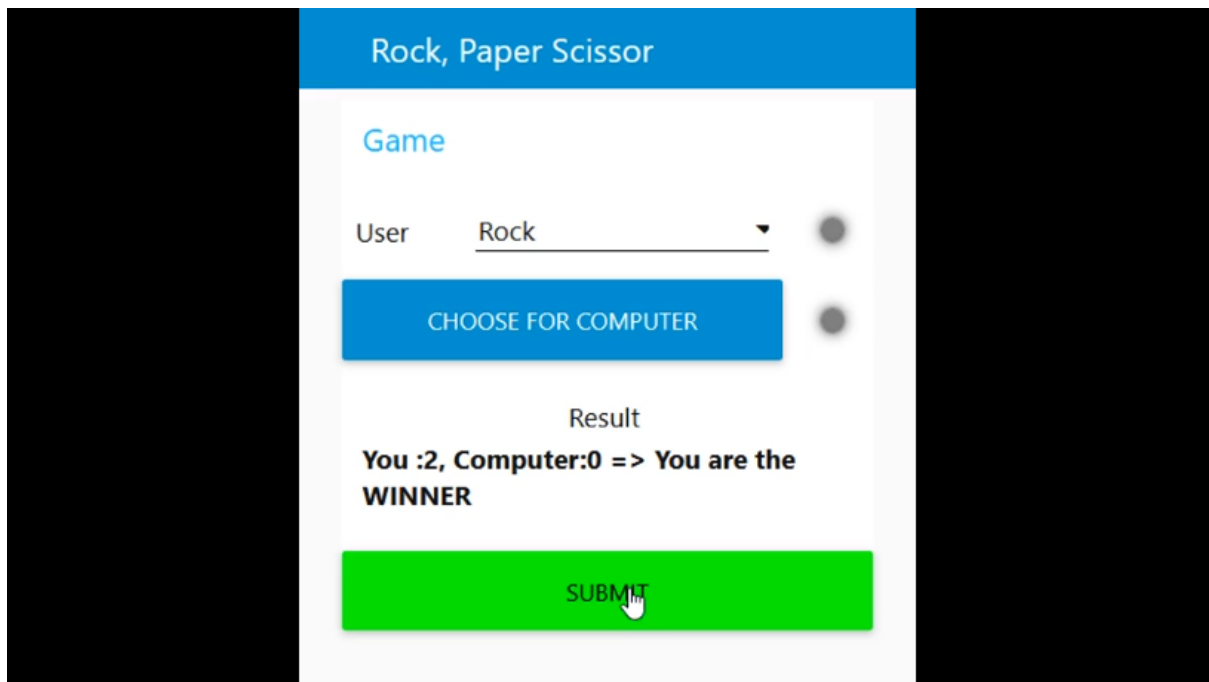 Rock, Paper Scissor
Game
User Rock
CHOOSE FOR COMPUTER
Result
You :2, Computer:0 => You are the
WINNER
SUBMIT